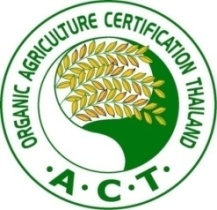 ORGANIC AGRICULTURE CERTIFICATION THAILAND
· A · C · T ·